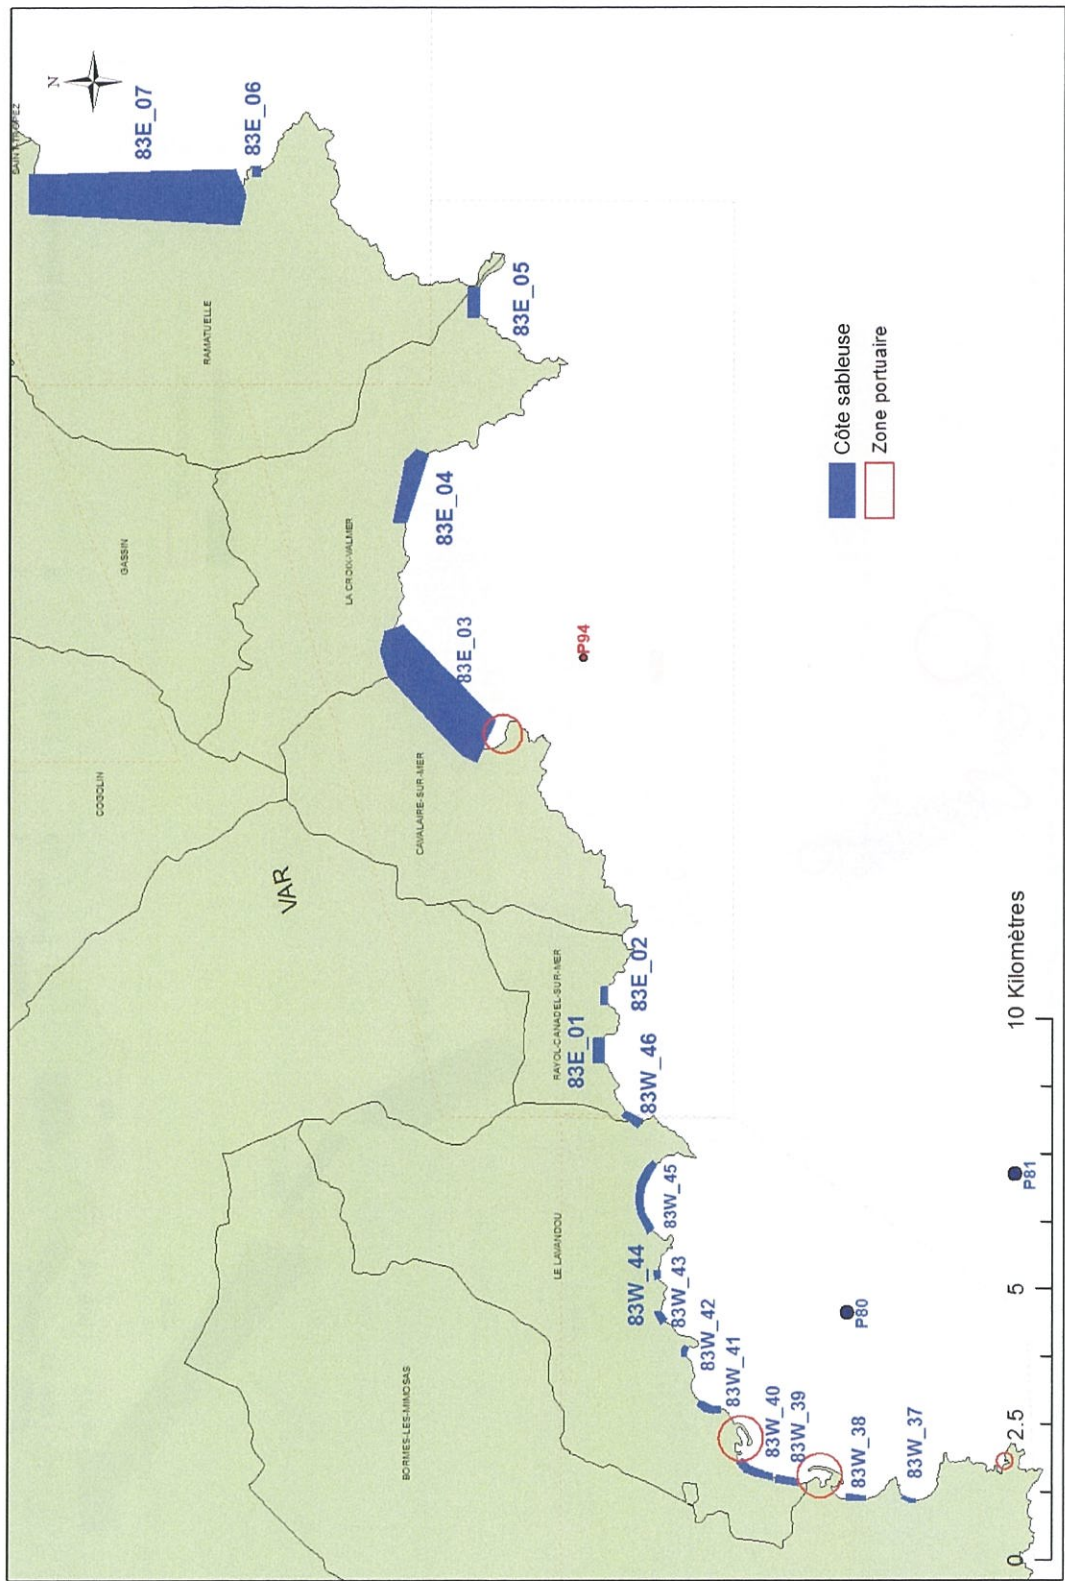 N
SAINT-TROPEZ
83E_07
83E_06
RAMATUELLE
83E_05
GASSIN
LA CROIX-VALMER
83E_04
COGOLIN
83E_03
P94
CAVALAIRE-SUR-MER
VAR
RAYOL-CANADEL-SUR-MER
83E_02
83E_01
83W_46
LE LAVANDOU
83W_45
83W_44
83W_43
83W_42
83W_41
83W_40
83W_39
83W_38
83W_37
BORMES-LES-MIMOSAS
P81
P80
Côte sableuse
Zone portuaire
0 2.5 5 10 Kilomètres